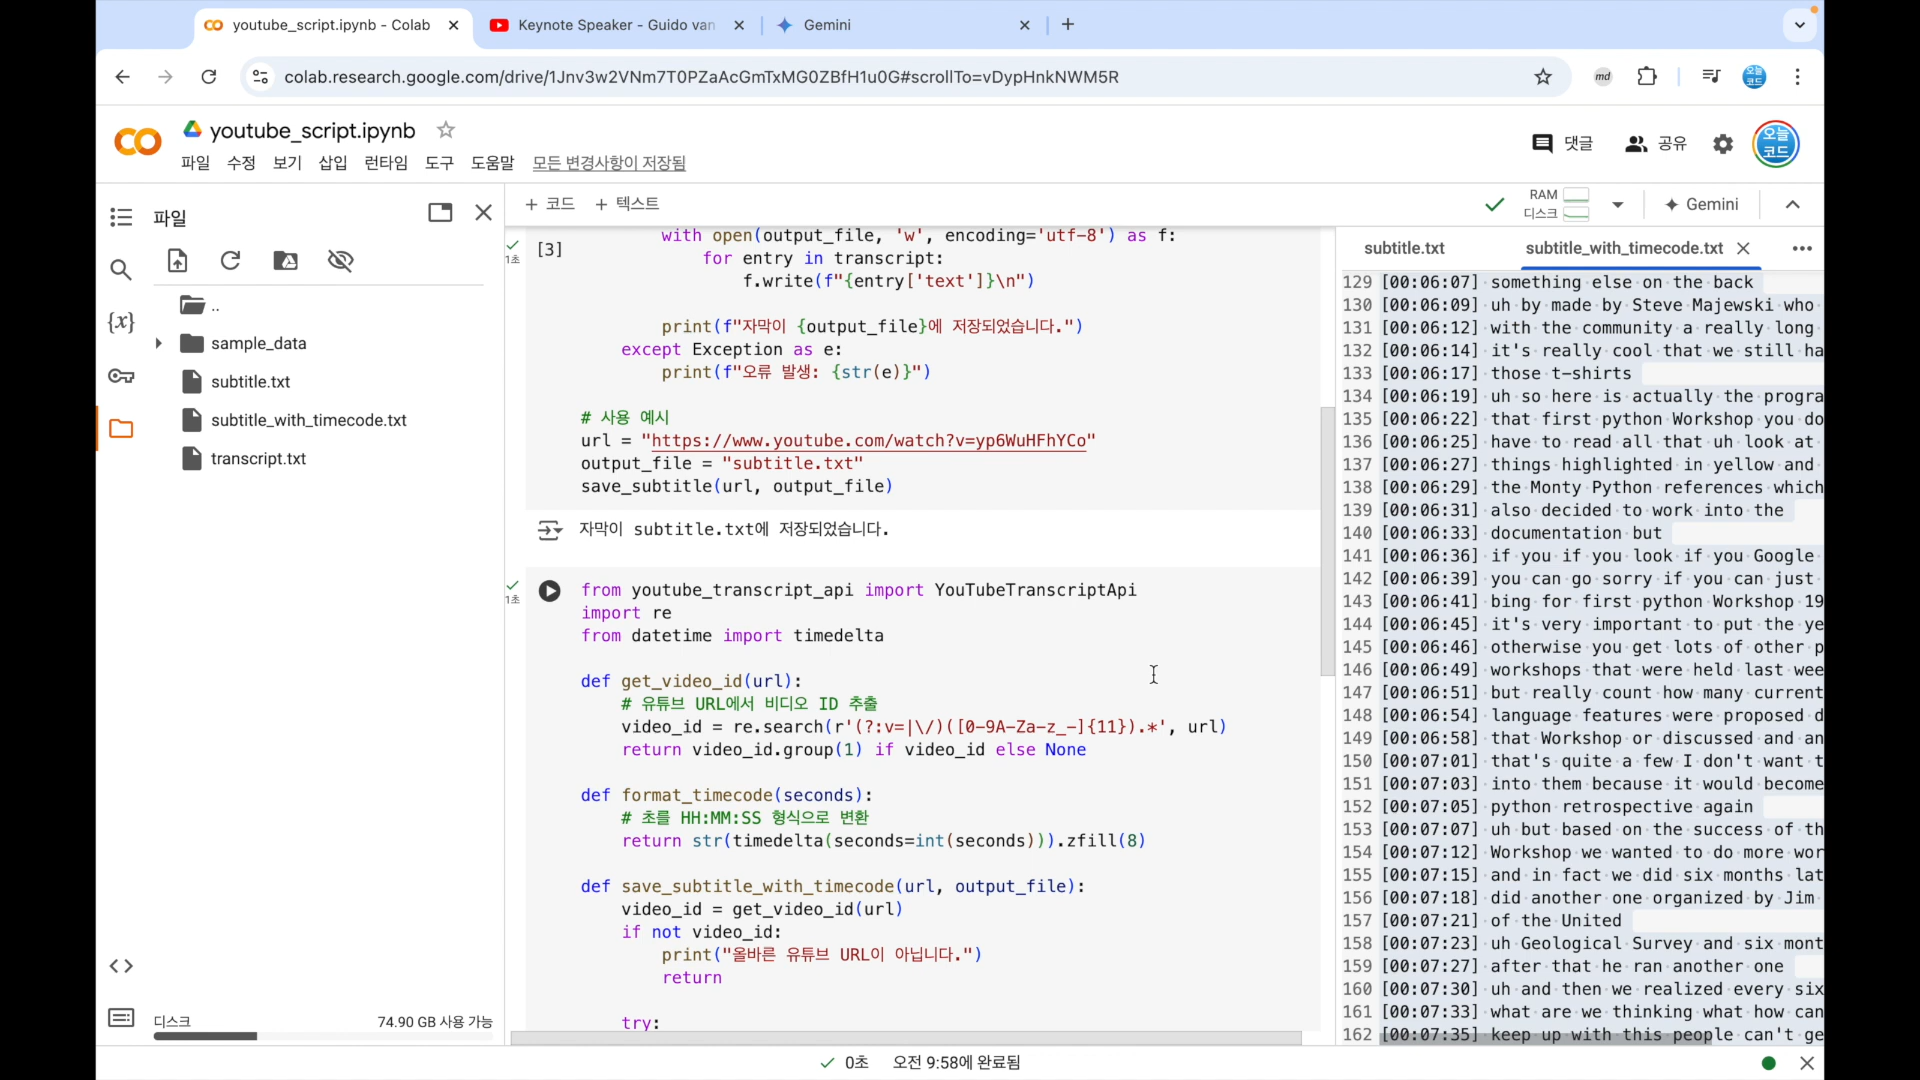 youtube_script.ipynb - Colab
Keynote Speaker - Guido van
Gemini
colab.research.google.com/drive/1Jnv3w2VNm7T0PZaAcGmTxMG0ZBfH1u0G#scrollTo=vDypHnkNWM5R
md
오늘
코드
youtube_script.ipynb
파일 수정 보기 삽입 런타임 도구 도움말 모든 변경사항이 저장됨
댓글
공유
오늘
코드
파일
..
sample_data
subtitle.txt
subtitle_with_timecode.txt
transcript.txt
디스크
74.90 GB 사용 가능
+ 코드 + 텍스트
RAM
디스크
Gemini
1초
[3]
with open(output_file, 'w', encoding='utf-8') as f:
for entry in transcript:
f.write(f"{entry['text']}\n")
print(f"자막이 {output_file}에 저장되었습니다.")
except Exception as e:
print(f"오류 발생: {str(e)}")
# 사용 예시
url = "https://www.youtube.com/watch?v=yp6WuHFhYCo"
output_file = "subtitle.txt"
save_subtitle(url, output_file)
자막이 subtitle.txt에 저장되었습니다.
1초
from youtube_transcript_api import YouTubeTranscriptApi
import re
from datetime import timedelta
def get_video_id(url):
# 유튜브 URL에서 비디오 ID 추출
video_id = re.search(r'(?:v=|\/)([0-9A-Za-z_-]{11}).*', url)
return video_id.group(1) if video_id else None
def format_timecode(seconds):
# 초를 HH:MM:SS 형식으로 변환
return str(timedelta(seconds=int(seconds))).zfill(8)
def save_subtitle_with_timecode(url, output_file):
video_id = get_video_id(url)
if not video_id:
print("올바른 유튜브 URL이 아닙니다.")
return
try:
subtitle.txt
subtitle_with_timecode.txt
129 [00:06:07] something else on the back
130 [00:06:09] uh by made by Steve Majewski who
131 [00:06:12] with the community a really long
132 [00:06:14] it's really cool that we still ha
133 [00:06:17] those t-shirts
134 [00:06:19] uh so here is actually the progra
135 [00:06:22] that first python Workshop you do
136 [00:06:25] have to read all that uh look at
137 [00:06:27] things highlighted in yellow and
138 [00:06:29] the Monty Python references which
139 [00:06:31] also decided to work into the
140 [00:06:33] documentation but
141 [00:06:36] if you if you look if you Google
142 [00:06:39] you can go sorry if you can just
143 [00:06:41] bing for first python Workshop 19
144 [00:06:45] it's very important to put the ye
145 [00:06:46] otherwise you get lots of other p
146 [00:06:49] workshops that were held last wee
147 [00:06:51] but really count how many current
148 [00:06:54] language features were proposed d
149 [00:06:58] that Workshop or discussed and an
150 [00:07:01] that's quite a few I don't want t
151 [00:07:03] into them because it would become
152 [00:07:05] python retrospective again
153 [00:07:07] uh but based on the success of th
154 [00:07:12] Workshop we wanted to do more wor
155 [00:07:15] and in fact we did six months lat
156 [00:07:18] did another one organized by Jim
157 [00:07:21] of the United
158 [00:07:23] uh Geological Survey and six mont
159 [00:07:27] after that he ran another one
160 [00:07:30] uh and then we realized every six
161 [00:07:33] what are we thinking what how can
162 [00:07:35] keep up with this people can't ge
0초 오전 9:58에 완료됨